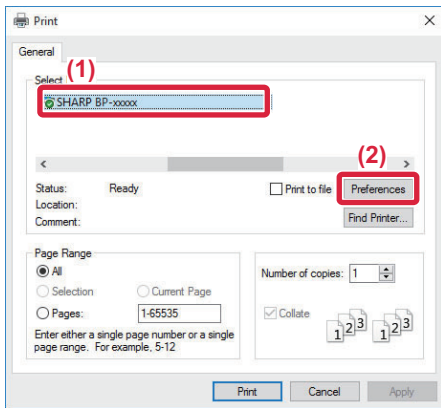 Print
General
Select
(1)
SHARP BP-xxxxx
(2)
Status: Ready
Print to file
Preferences
Location:
Comment:
Find Printer...
Page Range
All
Selection
Current Page
Pages:
1-65535
Enter either a single page number or a single
page range. For example, 5-12
Number of copies: 1
Collate
1 2 3
1 2 3
Print
Cancel
Apply